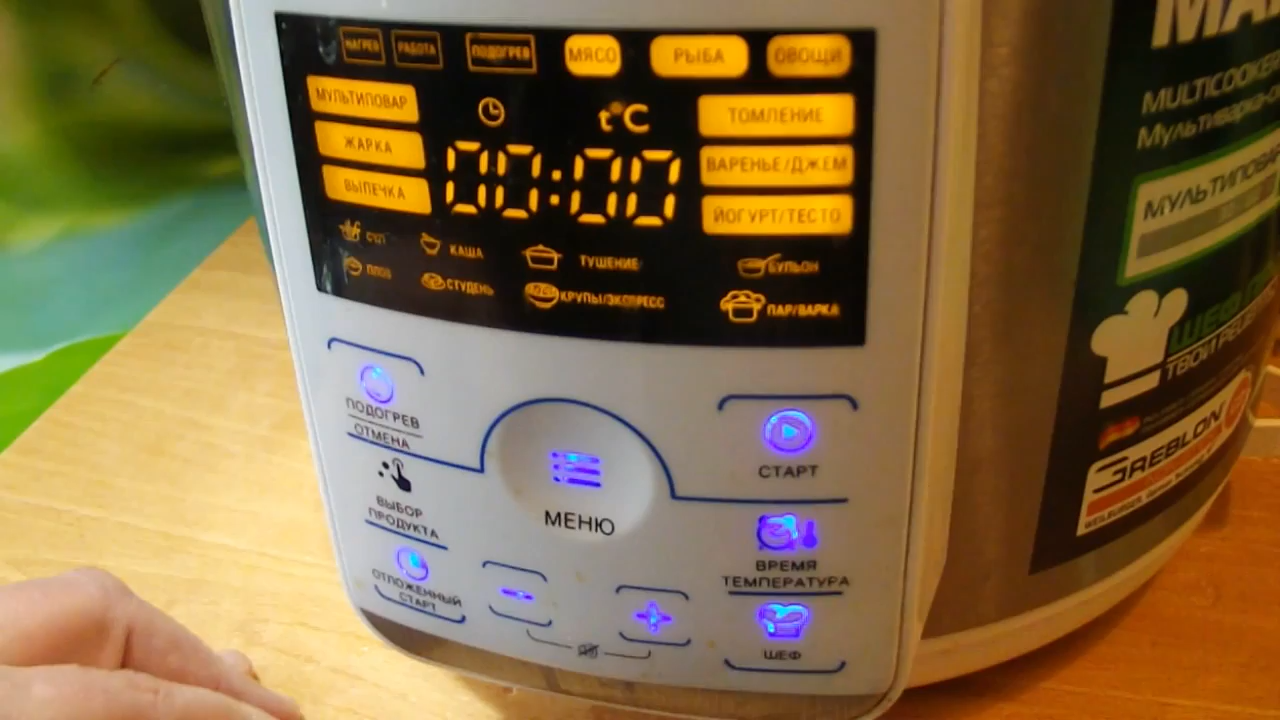 НАГРЕВ РАБОТА ПОДОГРЕВ МЯСО РЫБА ОВОЩИ
МУЛЬТИПОВАР
ЖАРКА
ВЫПЕЧКА
t°C
00:00
ТОМЛЕНИЕ
ВАРЕНЬЕ/ДЖЕМ
ЙОГУРТ/ТЕСТО
СУП КАША ТУШЕНИЕ БУЛЬОН
ПЛОВ СТУДЕНЬ КРУПЫ/ЭКСПРЕСС ПАР/ВАРКА
ПОДОГРЕВ
ОТМЕНА
ВЫБОР
ПРОДУКТА
ОТЛОЖЕННЫЙ
СТАРТ
МЕНЮ
СТАРТ
ВРЕМЯ
ТЕМПЕРАТУРА
ШЕФ
MULTICOOKER
Мультиварка-с
МУЛЬТИПОВАР
ШЕФ
ТВОЙ РЕЦЕ
GREBLON